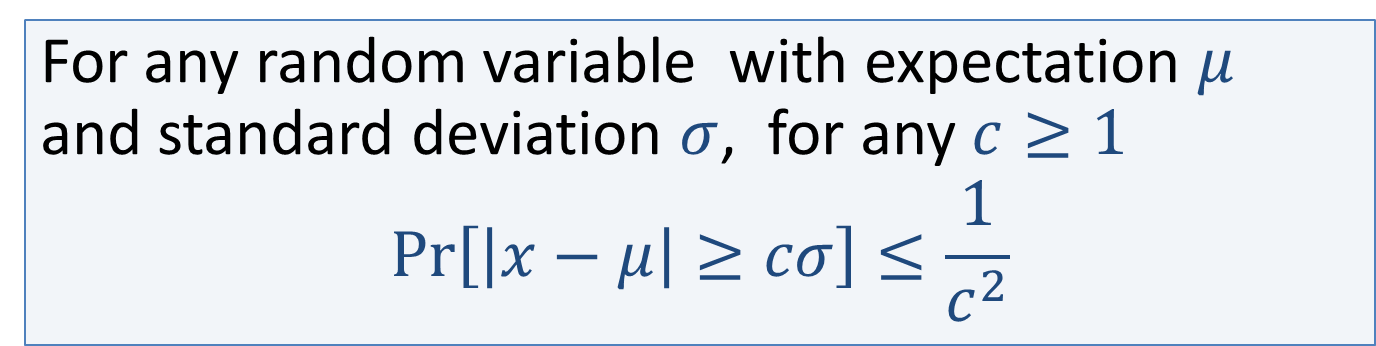 For any random variable with expectation μ
and standard deviation σ, for any c ≥ 1
Pr[|x − μ| ≥ cσ] ≤ 1/c²